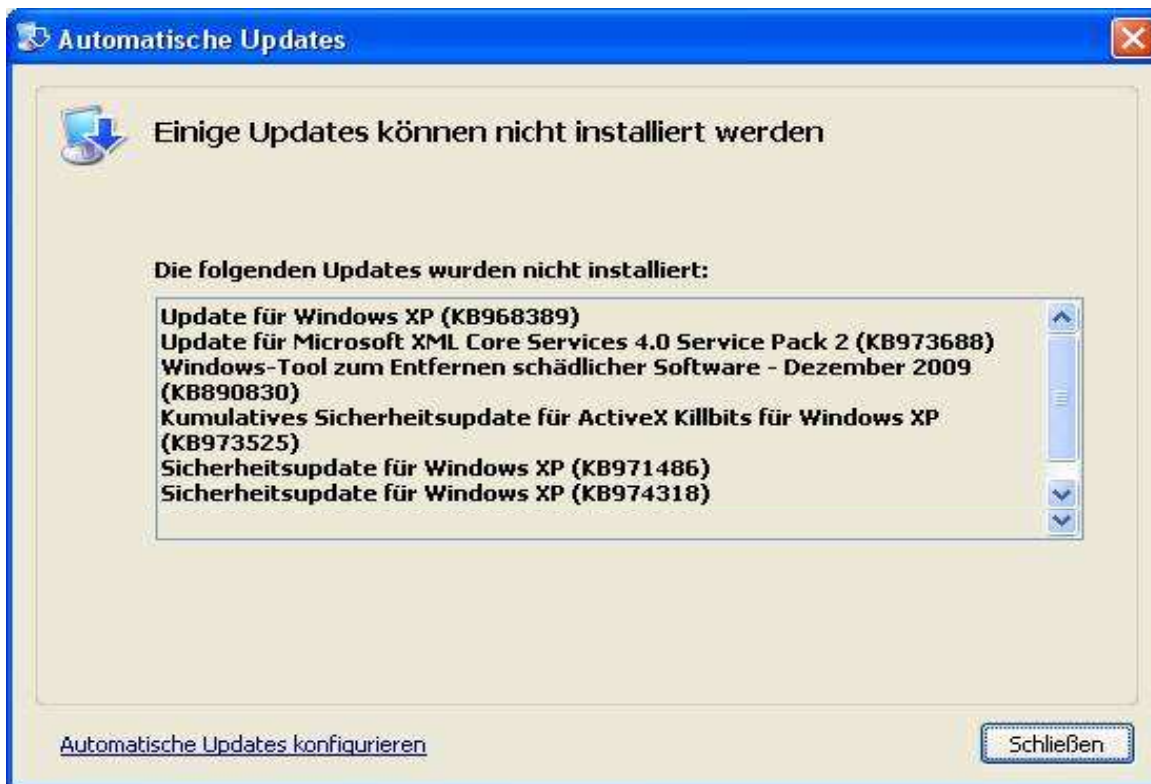 Automatische Updates
Einige Updates können nicht installiert werden
Die folgenden Updates wurden nicht installiert:
Update für Windows XP (KB968389)
Update für Microsoft XML Core Services 4.0 Service Pack 2 (KB973688)
Windows-Tool zum Entfernen schädlicher Software - Dezember 2009
(KB890830)
Kumulatives Sicherheitsupdate für ActiveX Killbits für Windows XP
(KB973525)
Sicherheitsupdate für Windows XP (KB971486)
Sicherheitsupdate für Windows XP (KB974318)
Automatische Updates konfigurieren
Schließen